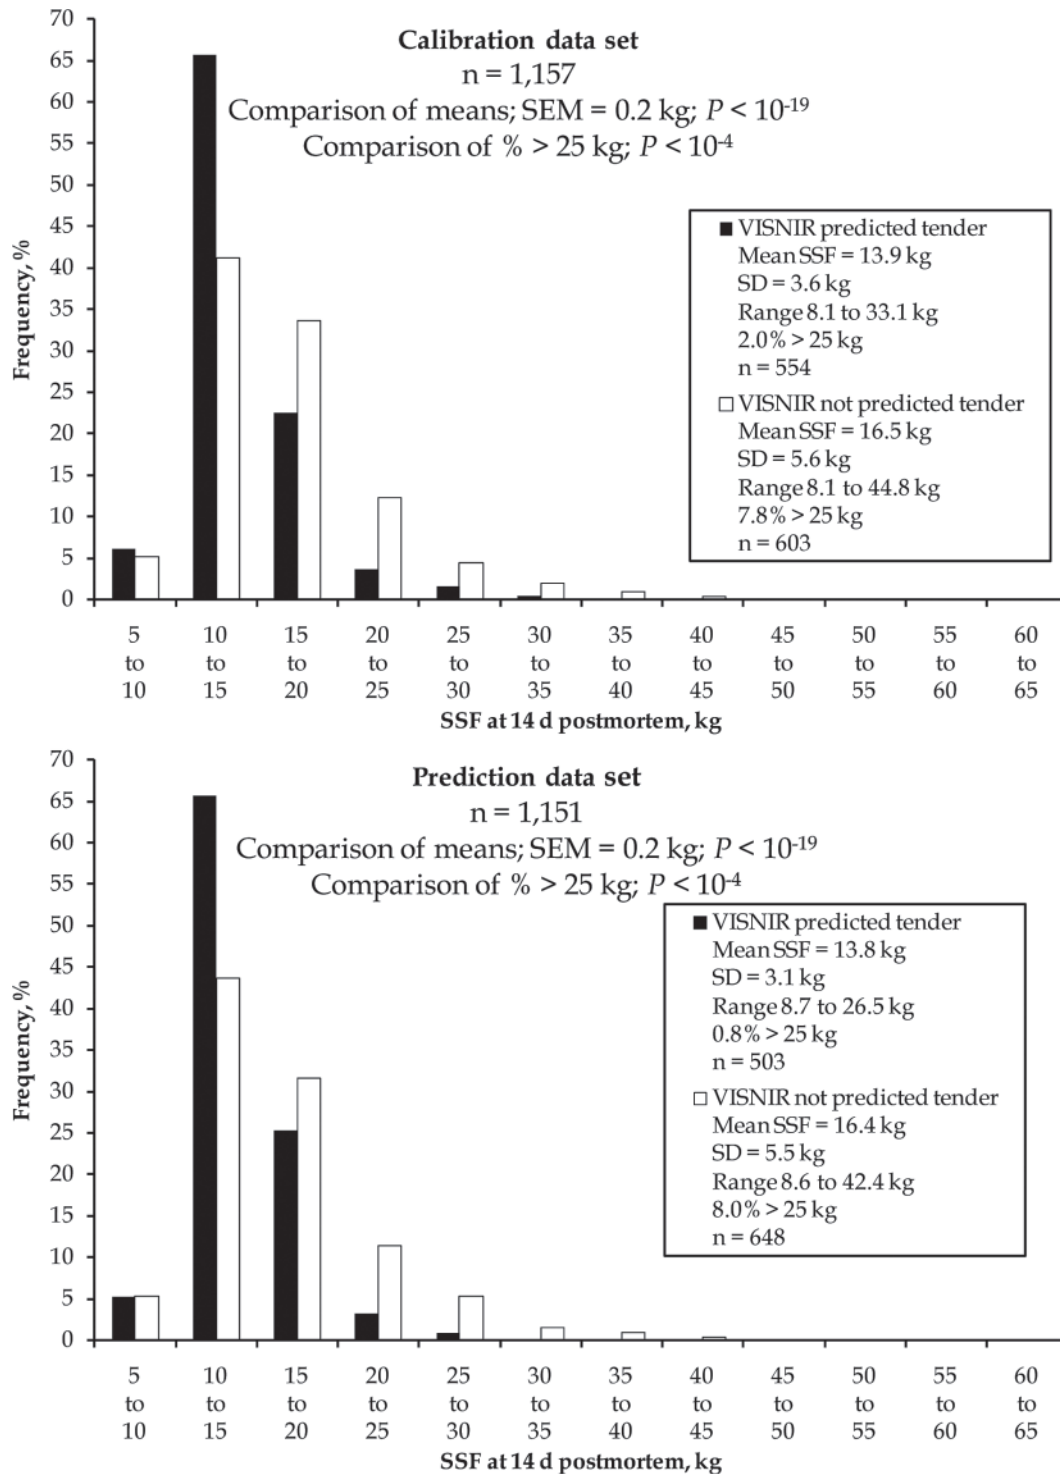 Calibration data set
n = 1,157
Comparison of means; SEM = 0.2 kg; P < 10-19
Comparison of % > 25 kg; P < 10-4
Frequency, %
70
65
60
55
50
45
40
35
30
25
20
15
10
5
0
VISNIR predicted tender
Mean SSF = 13.9 kg
SD = 3.6 kg
Range 8.1 to 33.1 kg
2.0% > 25 kg
n = 554
VISNIR not predicted tender
Mean SSF = 16.5 kg
SD = 5.6 kg
Range 8.1 to 44.8 kg
7.8% > 25 kg
n = 603
5 10 15 20 25 30 35 40 45 50 55 60
to to to to to to to to to to to to
10 15 20 25 30 35 40 45 50 55 60 65
SSF at 14 d postmortem, kg
Prediction data set
n = 1,151
Comparison of means; SEM = 0.2 kg; P < 10-19
Comparison of % > 25 kg; P < 10-4
Frequency, %
70
65
60
55
50
45
40
35
30
25
20
15
10
5
0
VISNIR predicted tender
Mean SSF = 13.8 kg
SD = 3.1 kg
Range 8.7 to 26.5 kg
0.8% > 25 kg
n = 503
VISNIR not predicted tender
Mean SSF = 16.4 kg
SD = 5.5 kg
Range 8.6 to 42.4 kg
8.0% > 25 kg
n = 648
5 10 15 20 25 30 35 40 45 50 55 60
to to to to to to to to to to to to
10 15 20 25 30 35 40 45 50 55 60 65
SSF at 14 d postmortem, kg